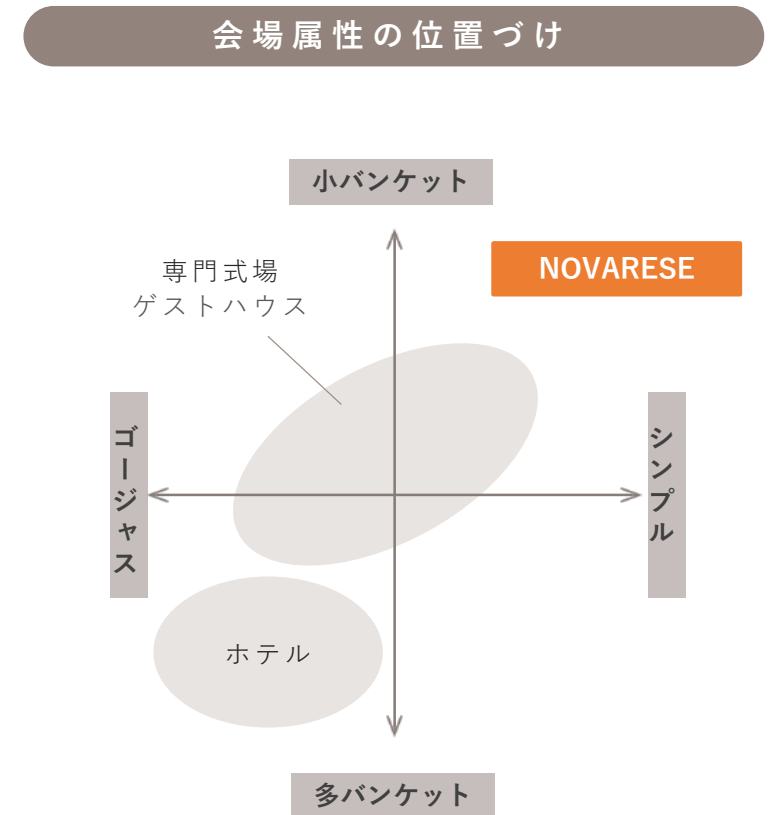 会場属性の位置づけ
小バンケット
NOVARESE
専門式場
ゲストハウス
ゴージャス
シンプル
ホテル
多バンケット